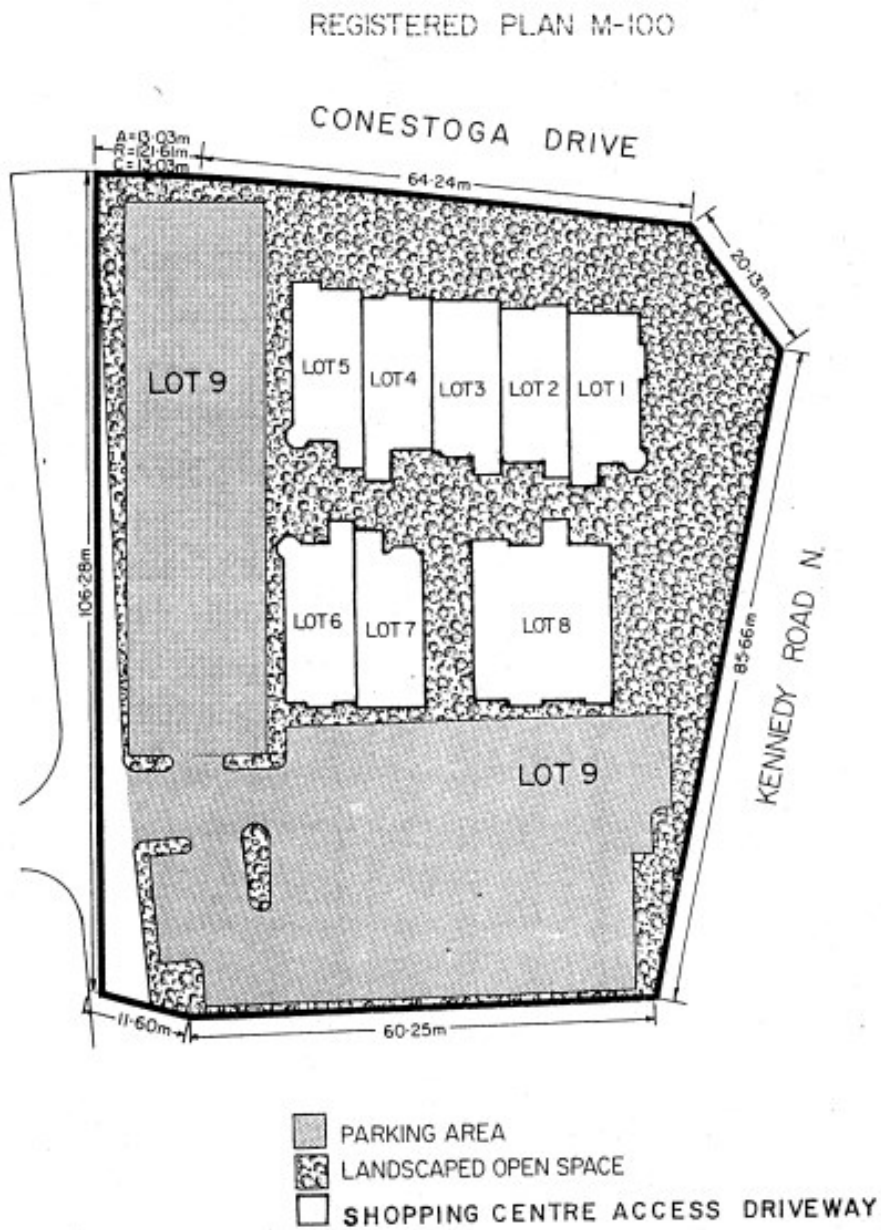 REGISTERED PLAN M-100
CONESTOGA DRIVE
A=13·03m
R=121·61m
C=13·03m
64·24m
20·13m
LOT 9
LOT 5
LOT 4
LOT 3
LOT 2
LOT 1
106·28m
LOT 6
LOT 7
LOT 8
85·66m
KENNEDY ROAD N.
LOT 9
11·60m
60·25m
PARKING AREA
LANDSCAPED OPEN SPACE
SHOPPING CENTRE ACCESS DRIVEWAY